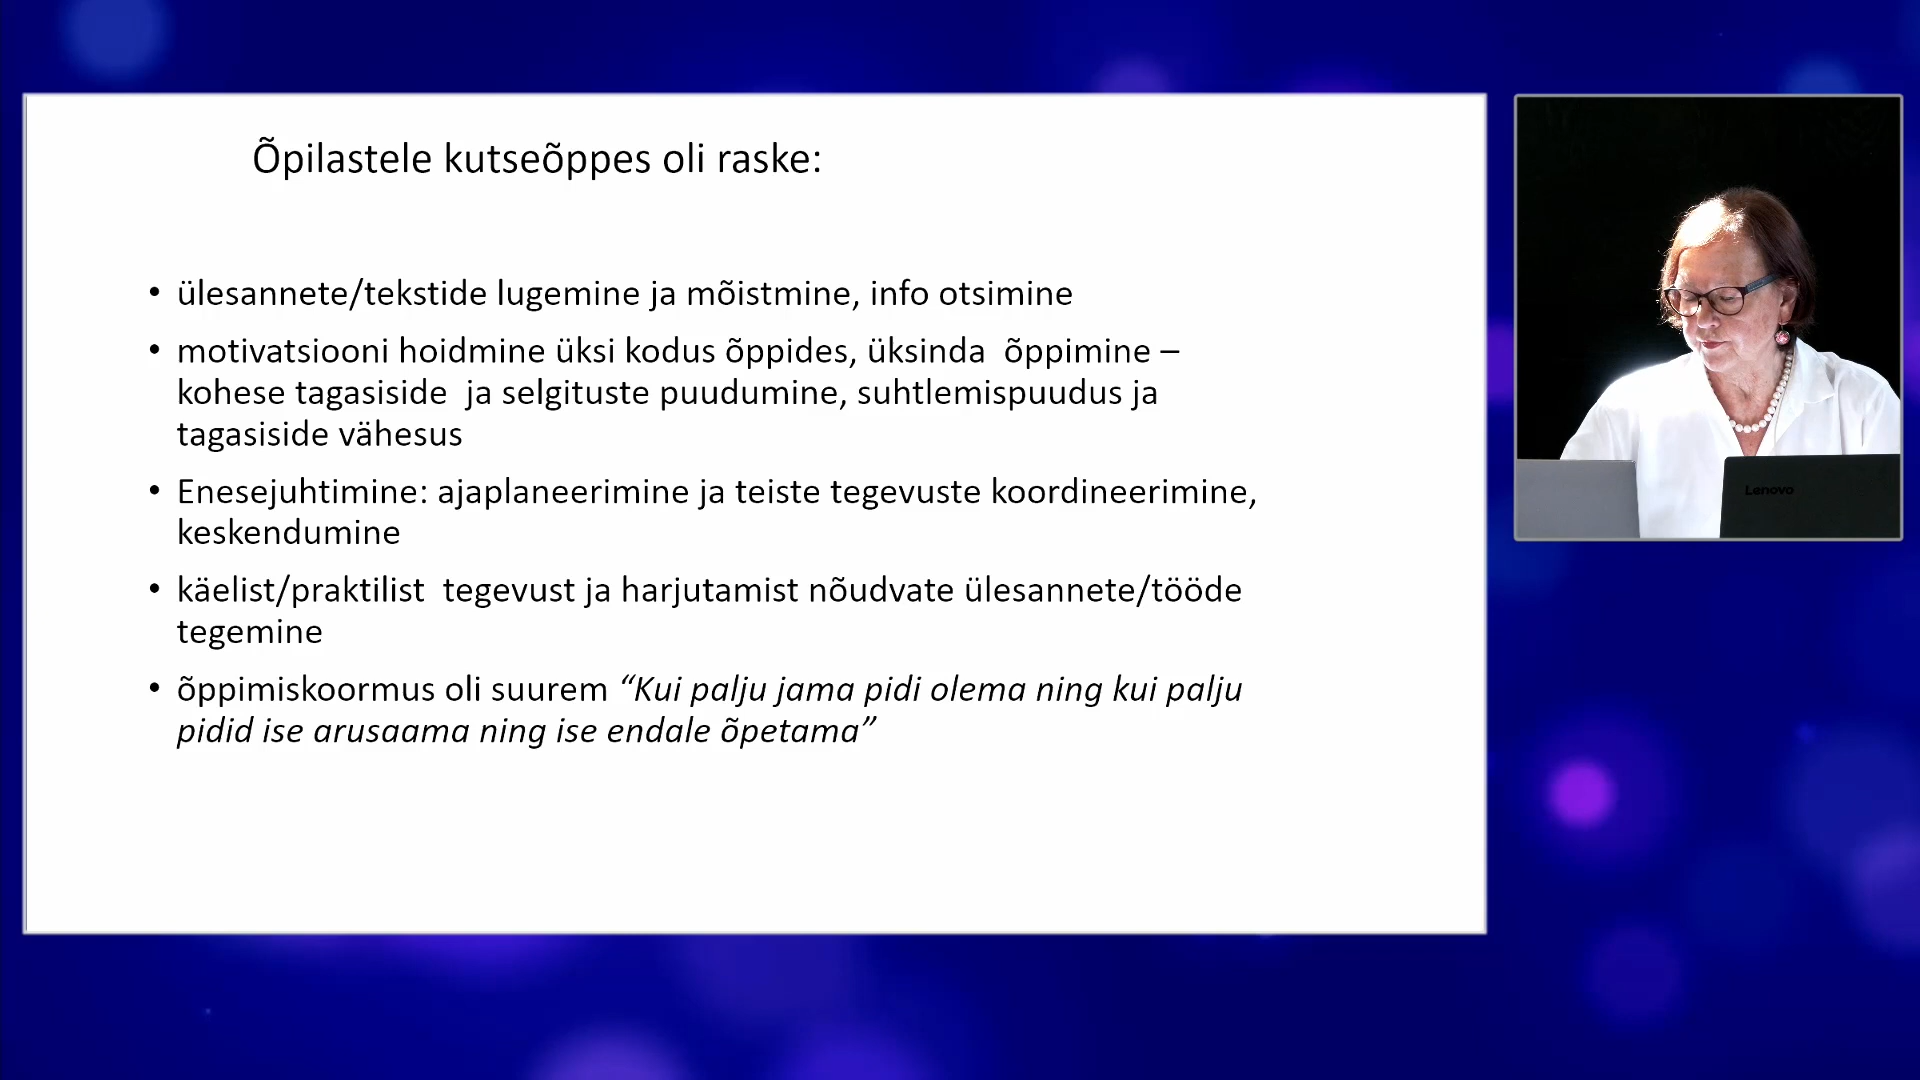 Õpilastele kutseõppes oli raske:
• ülesannete/tekstide lugemine ja mõistmine, info otsimine
• motivatsiooni hoidmine üksi kodus õppides, üksinda õppimine –
kohese tagasiside ja selgituste puudumine, suhtlemispuudus ja
tagasiside vähesus
• Enesejuhtimine: ajaplaneerimine ja teiste tegevuste koordineerimine,
keskendumine
• käelist/praktilist tegevust ja harjutamist nõudvate ülesannete/tööde
tegemine
• õppimiskoormus oli suurem “Kui palju jama pidi olema ning kui palju
pidid ise arusaama ning ise endale õpetama”
Lenovo